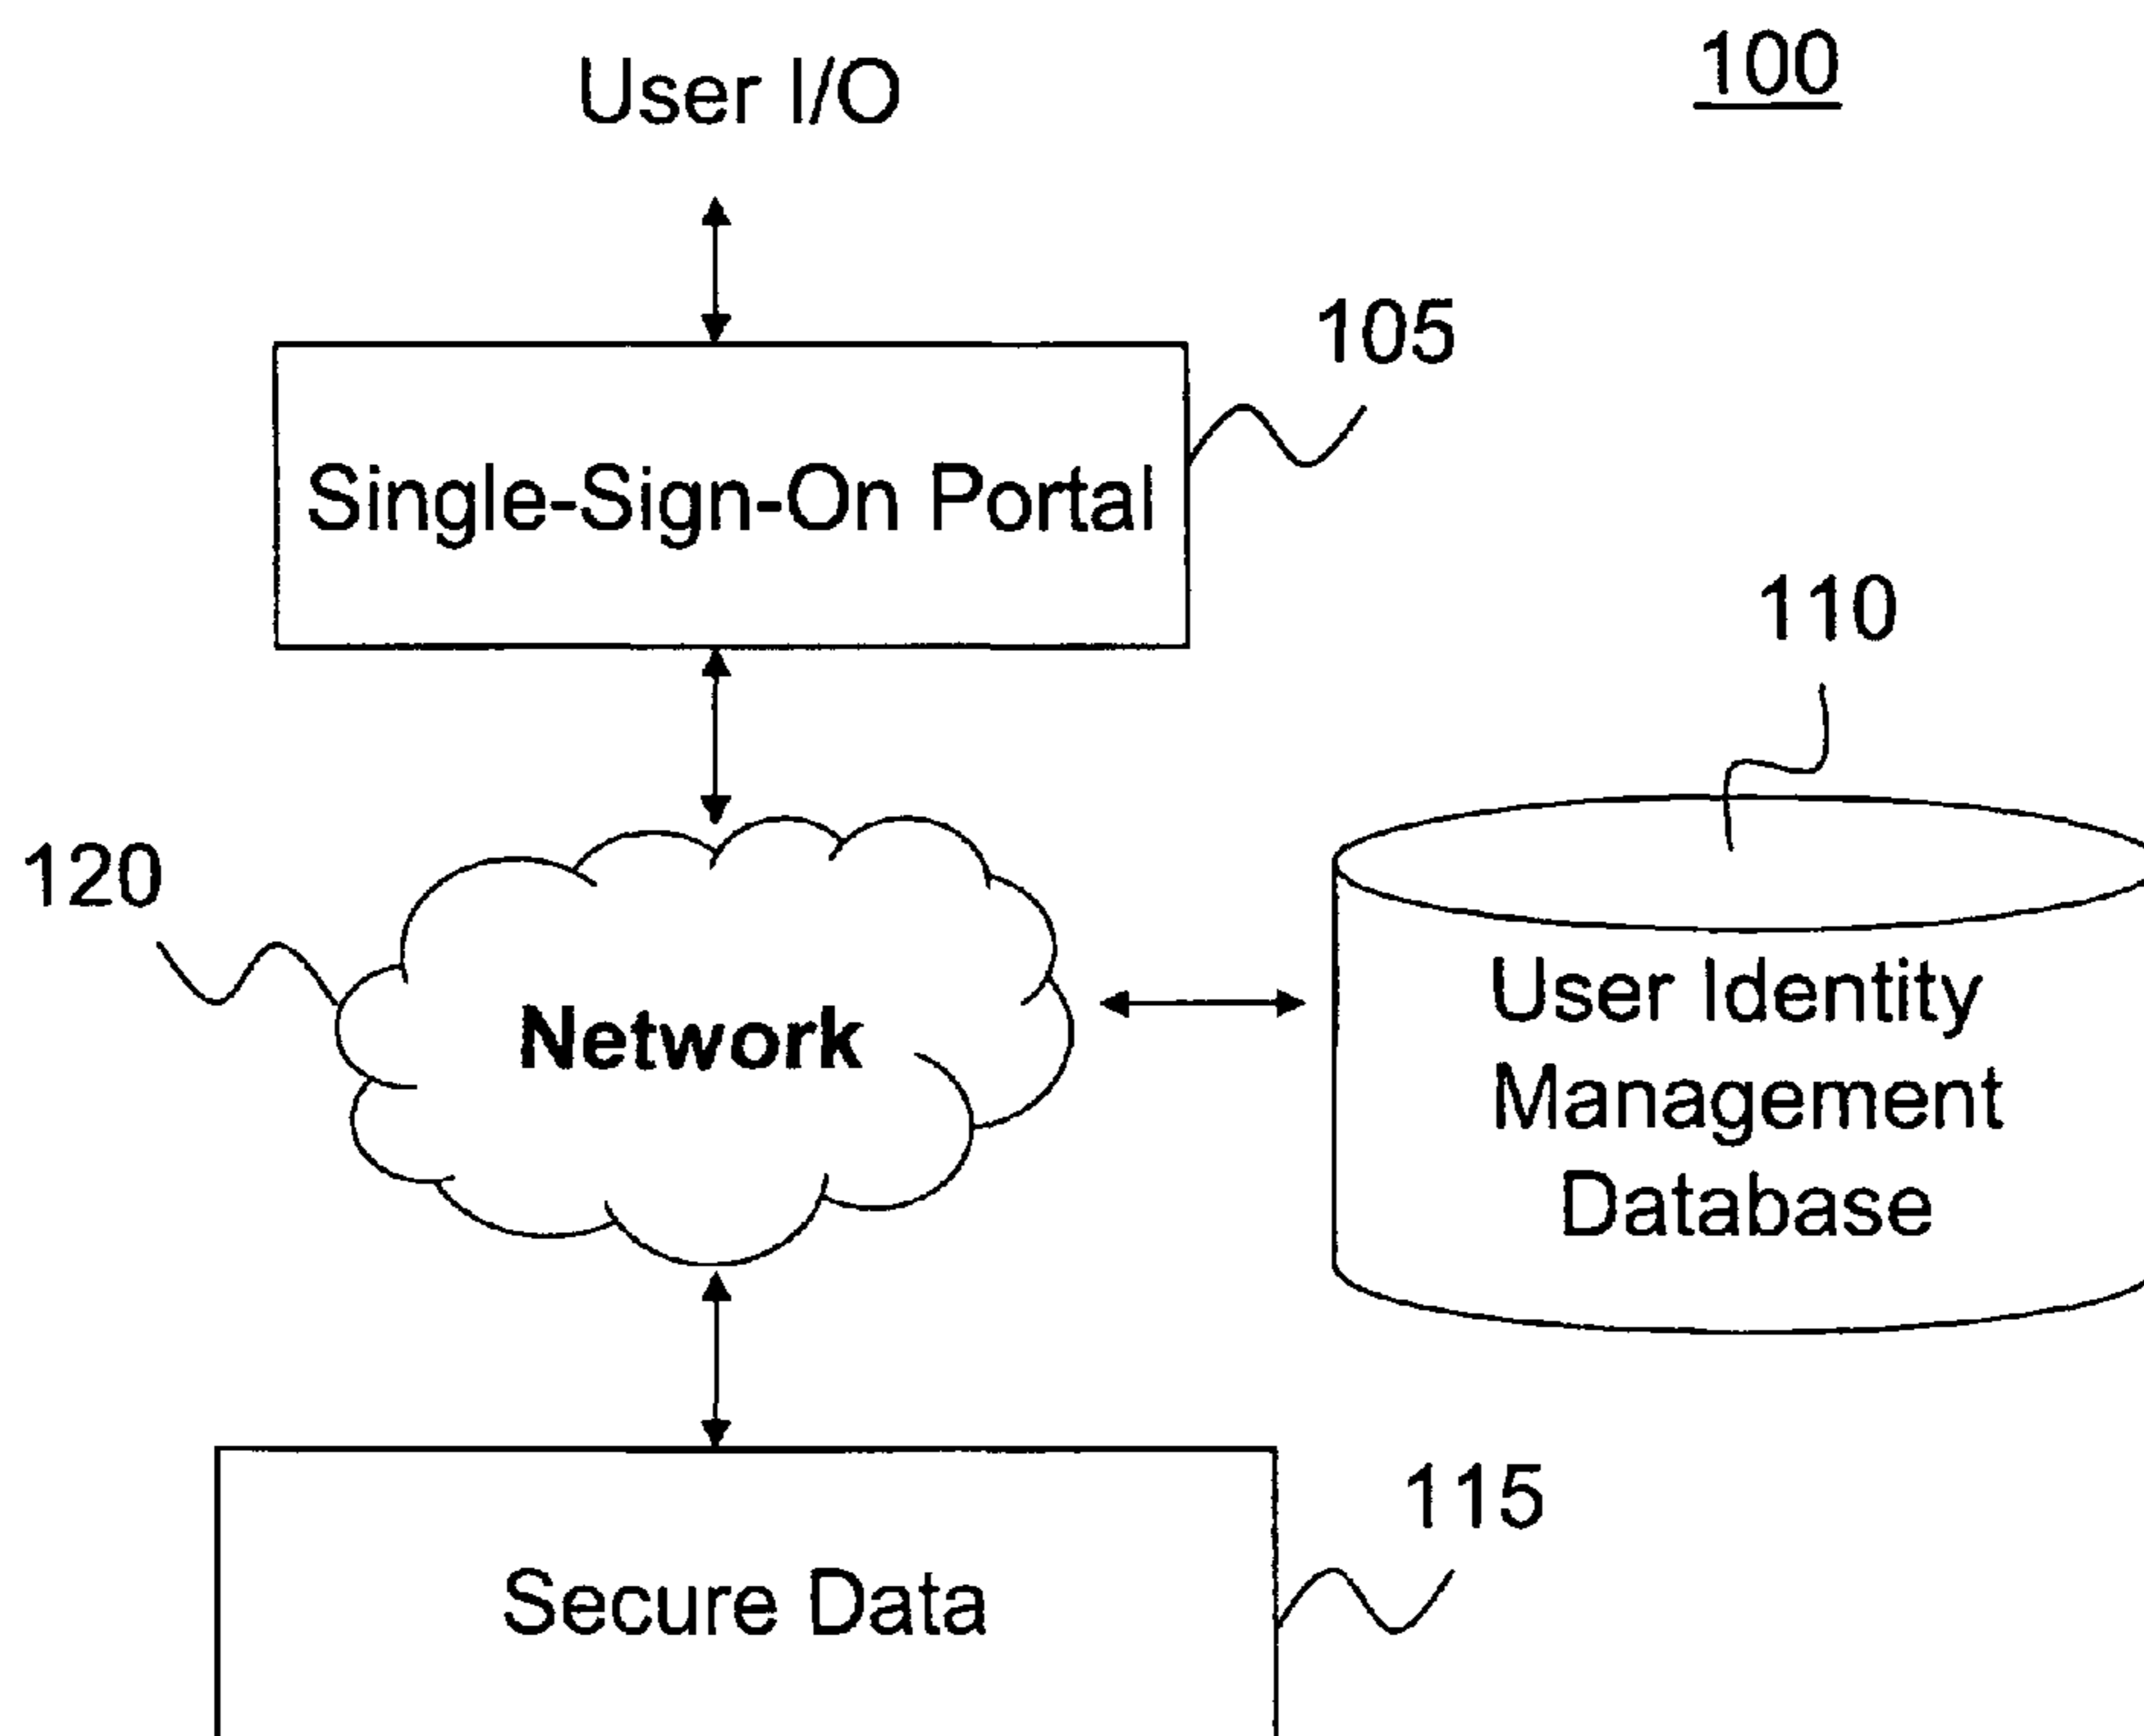 User I/O
100
105
Single-Sign-On Portal
110
120
Network
User Identity
Management
Database
115
Secure Data